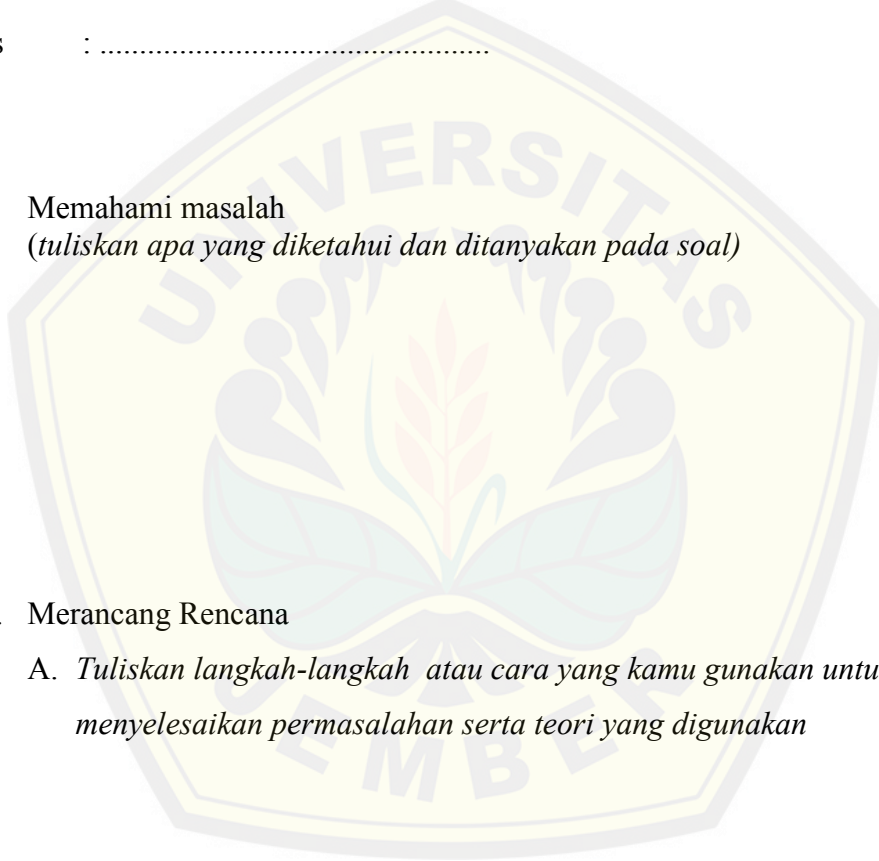 s : ...............................................
UNIVERSITAS
Memahami masalah
(tuliskan apa yang diketahui dan ditanyakan pada soal)
. Merancang Rencana
A. Tuliskan langkah-langkah atau cara yang kamu gunakan untu
menyelesaikan permasalahan serta teori yang digunakan
JEMBER